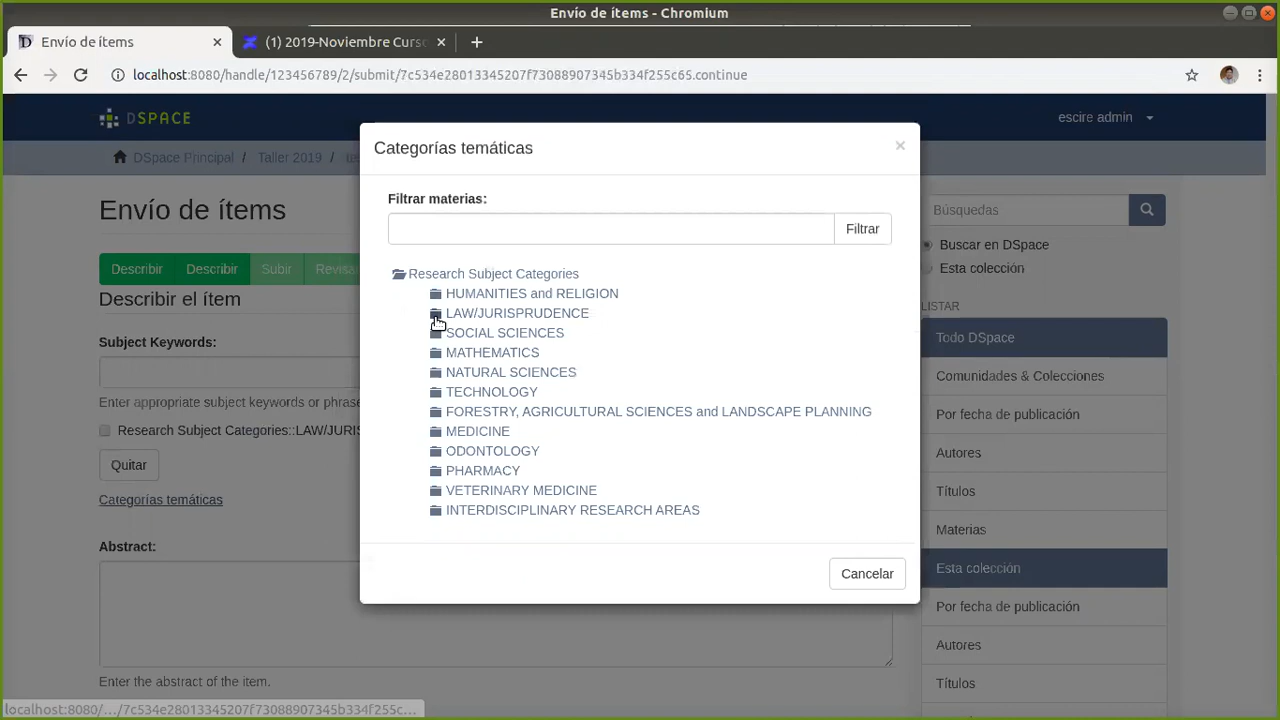 Envío de ítems - Chromium
Envío de ítems
(1) 2019-Noviembre Curso
localhost:8080/handle/123456789/2/submit/7c534e28013345207f73088907345b334f255c65.continue
DSPACE
escire admin
DSpace Principal / Taller 2019 /
Categorías temáticas
×
Filtrar materias:
Filtrar
Research Subject Categories
HUMANITIES and RELIGION
LAW/JURISPRUDENCE
SOCIAL SCIENCES
MATHEMATICS
NATURAL SCIENCES
TECHNOLOGY
FORESTRY, AGRICULTURAL SCIENCES and LANDSCAPE PLANNING
MEDICINE
ODONTOLOGY
PHARMACY
VETERINARY MEDICINE
INTERDISCIPLINARY RESEARCH AREAS
Cancelar
Envío de ítems
Describir Describir Subir Revisar
Describir el ítem
Subject Keywords:
Enter appropriate subject keywords or phrase
Research Subject Categories::LAW/JURIS
Quitar
Categorías temáticas
Abstract:
Enter the abstract of the item.
Búsquedas
Buscar en DSpace
Esta colección
LISTAR
Todo DSpace
Comunidades & Colecciones
Por fecha de publicación
Autores
Títulos
Materias
Esta colección
Por fecha de publicación
Autores
Títulos
localhost:8080/.../7c534e28013345207f73088907345b334f255c...